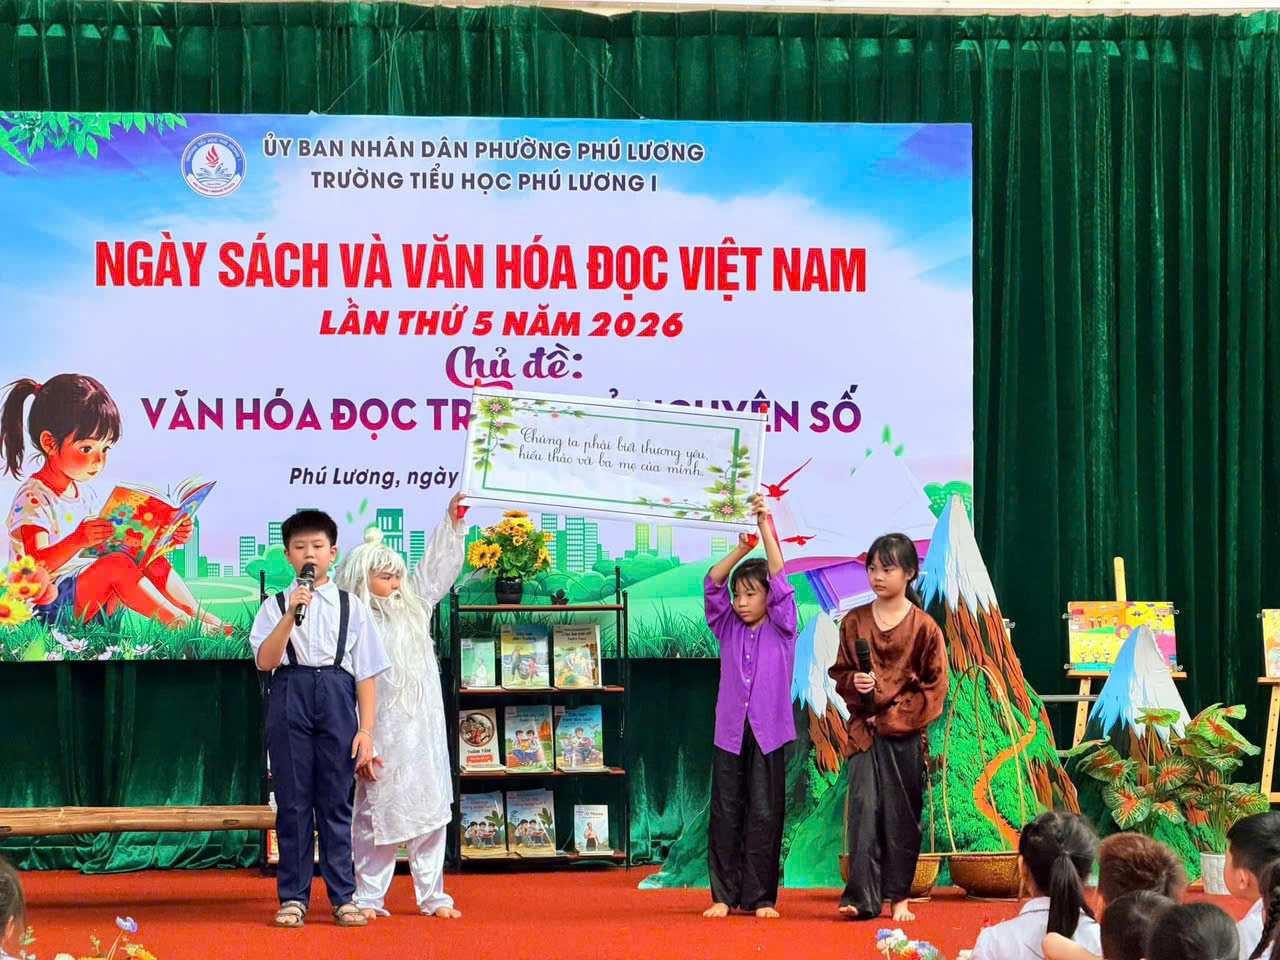 ỦY BAN NHÂN DÂN PHƯỜNG PHÚ LƯƠNG
TRƯỜNG TIỂU HỌC PHÚ LƯƠNG I
NGÀY SÁCH VÀ VĂN HÓA ĐỌC VIỆT NAM
LẦN THỨ 5 NĂM 2026
Chủ đề:
VĂN HÓA ĐỌC SỐ
Phú Lương, ngày
Chúng ta phải biết thương yêu,
hiếu thảo với ba mẹ của mình.